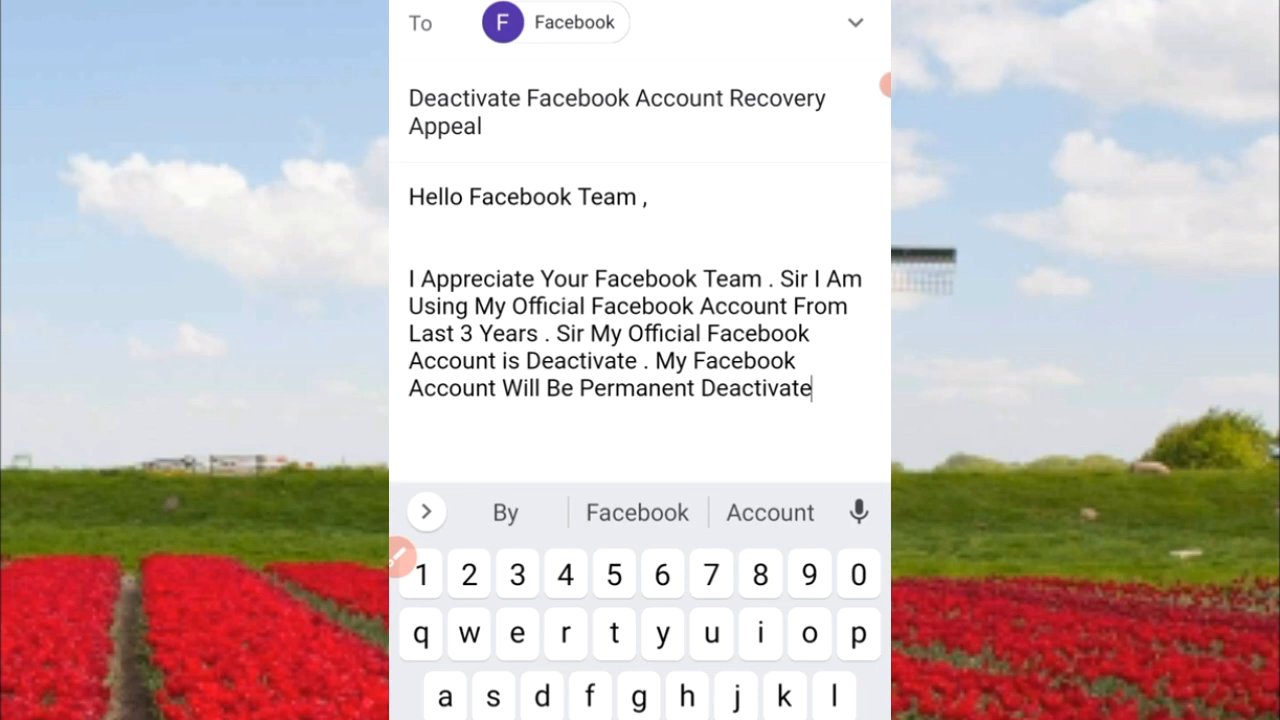 To F Facebook
Deactivate Facebook Account Recovery
Appeal
Hello Facebook Team ,
I Appreciate Your Facebook Team . Sir I Am
Using My Official Facebook Account From
Last 3 Years . Sir My Official Facebook
Account is Deactivate . My Facebook
Account Will Be Permanent Deactivate
By Facebook Account
1 2 3 4 5 6 7 8 9 0
q w e r t y u i o p
a s d f g h j k l